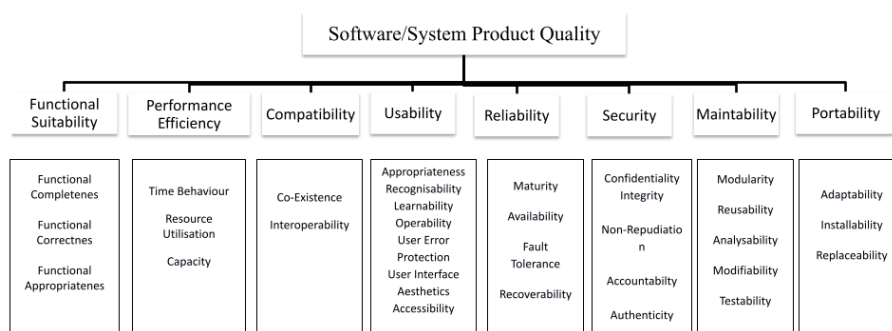 Software/System Product Quality
Functional
Suitability
Performance
Efficiency
Compatibility
Usability
Reliability
Security
Maintability
Portability
Functional
Completenes
Functional
Correctnes
Functional
Appropriatenes
Time Behaviour
Resource
Utilisation
Capacity
Co-Existence
Interoperability
Appropriateness
Recognisability
Learnability
Operability
User Error
Protection
User Interface
Aesthetics
Accessibility
Maturity
Availability
Fault
Tolerance
Recoverability
Confidentiality
Integrity
Non-Repudiatio
n
Accountabilty
Authenticity
Modularity
Reusability
Analysability
Modifiability
Testability
Adaptability
Installability
Replaceability